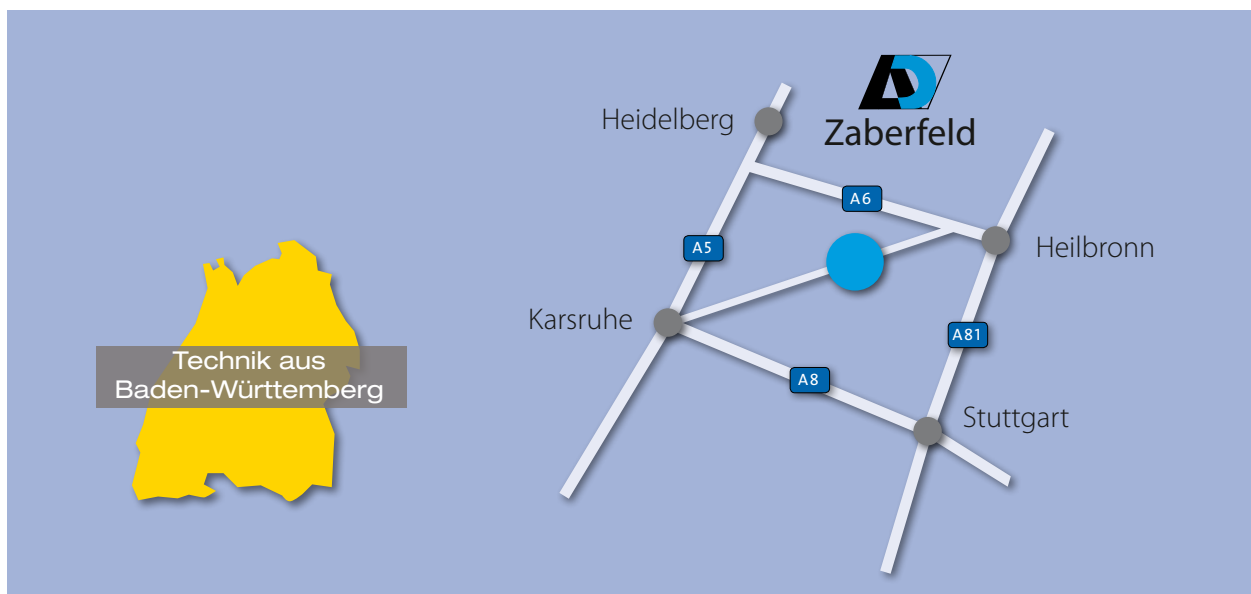 Zaberfeld
Heidelberg
A6
A5
Heilbronn
Karsruhe
A81
A8
Stuttgart
Technik aus
Baden-Württemberg